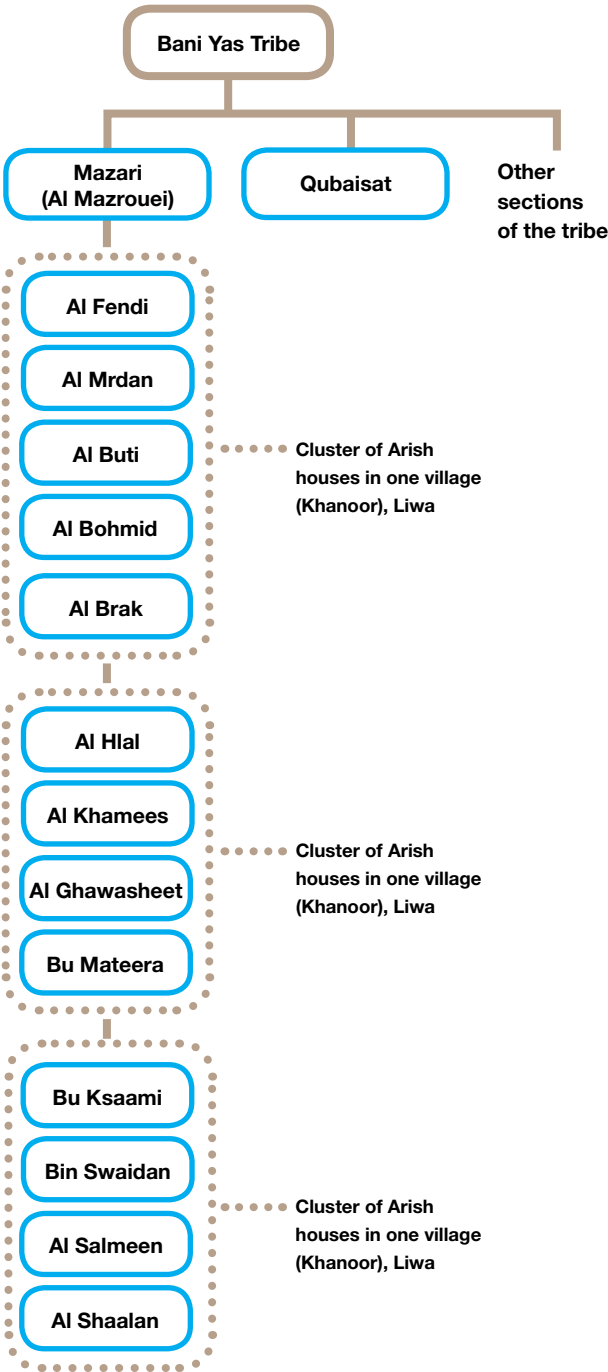 Bani Yas Tribe
Mazari
(Al Mazrouei)
Qubaisat
Other
sections
of the tribe
Al Fendi
Al Mrdan
Al Buti
Al Bohmid
Al Brak
Cluster of Arish
houses in one village
(Khanoor), Liwa
Al Hlal
Al Khamees
Al Ghawasheet
Bu Mateera
Cluster of Arish
houses in one village
(Khanoor), Liwa
Bu Ksaami
Bin Swaidan
Al Salmeen
Al Shaalan
Cluster of Arish
houses in one village
(Khanoor), Liwa